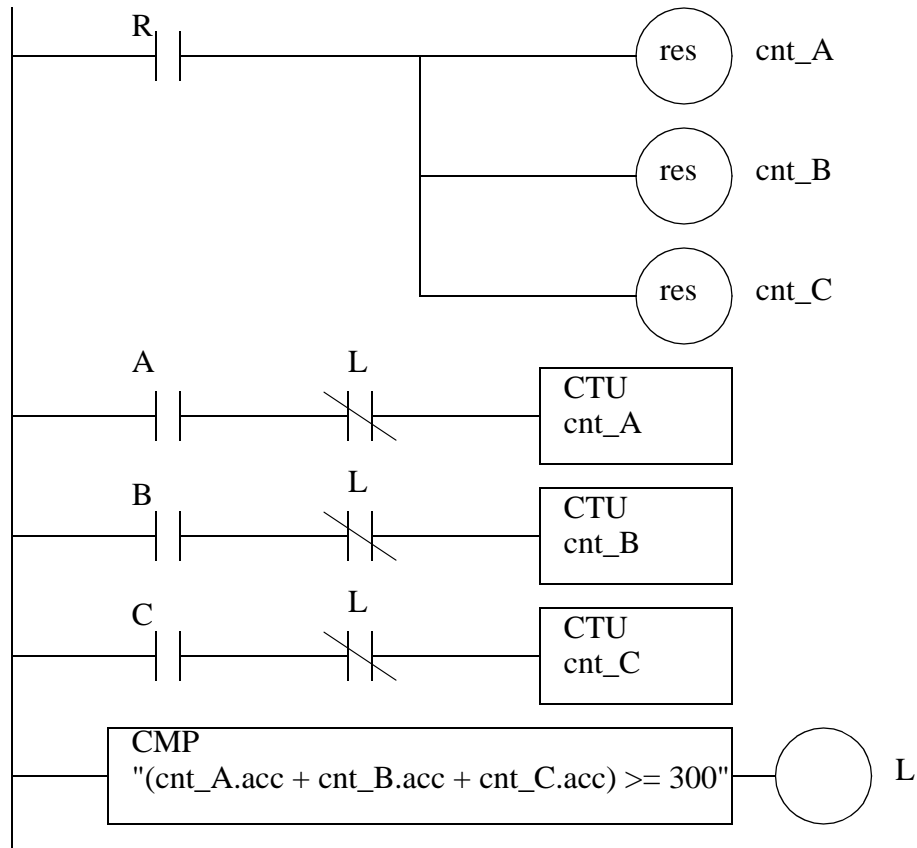 R
res cnt_A
res cnt_B
res cnt_C
A L
CTU
cnt_A
B L
CTU
cnt_B
C L
CTU
cnt_C
CMP
"(cnt_A.acc + cnt_B.acc + cnt_C.acc) >= 300"
L